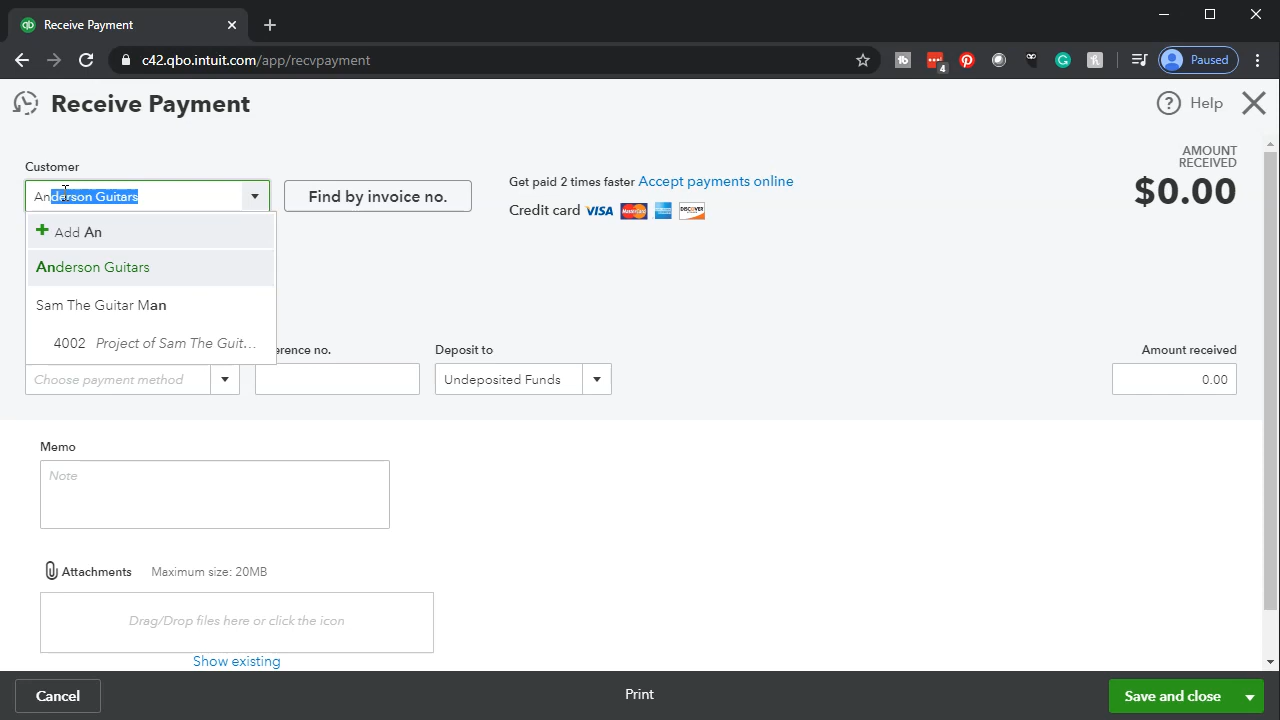 Receive Payment
c42.qbo.intuit.com/app/recvpayment
4
Paused
Receive Payment
Help
Customer
Anderson Guitars
Find by invoice no.
Get paid 2 times faster Accept payments online
Credit card VISA MasterCard DISCOVER
AMOUNT
RECEIVED
$0.00
Add An
Anderson Guitars
Sam The Guitar Man
4002 Project of Sam The Guit...
erence no.
Deposit to
Amount received
Choose payment method
Undeposited Funds
0.00
Memo
Note
Attachments Maximum size: 20MB
Drag/Drop files here or click the icon
Show existing
Cancel
Print
Save and close